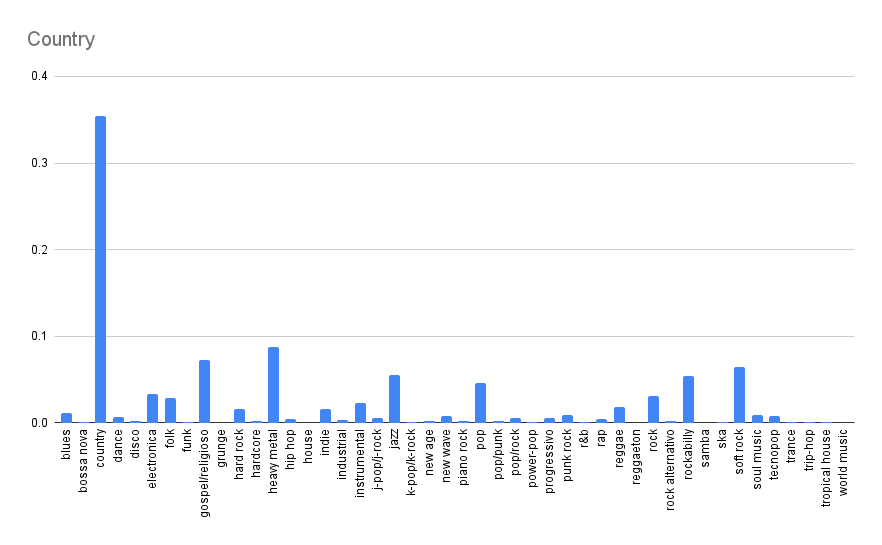 Country
0.4
0.3
0.2
0.1
0.0
blues
bossa nova
country
dance
disco
electronica
folk
funk
gospel/religioso
grunge
hard rock
hardcore
heavy metal
hip hop
house
indie
industrial
instrumental
j-pop/j-rock
jazz
k-pop/k-rock
new age
new wave
piano rock
pop
pop/punk
pop/rock
power-pop
progressivo
punk rock
r&b
rap
reggae
reggaeton
rock
rock alternativo
rockabilly
samba
ska
soft rock
soul music
tecnopop
trance
trip-hop
tropical house
world music